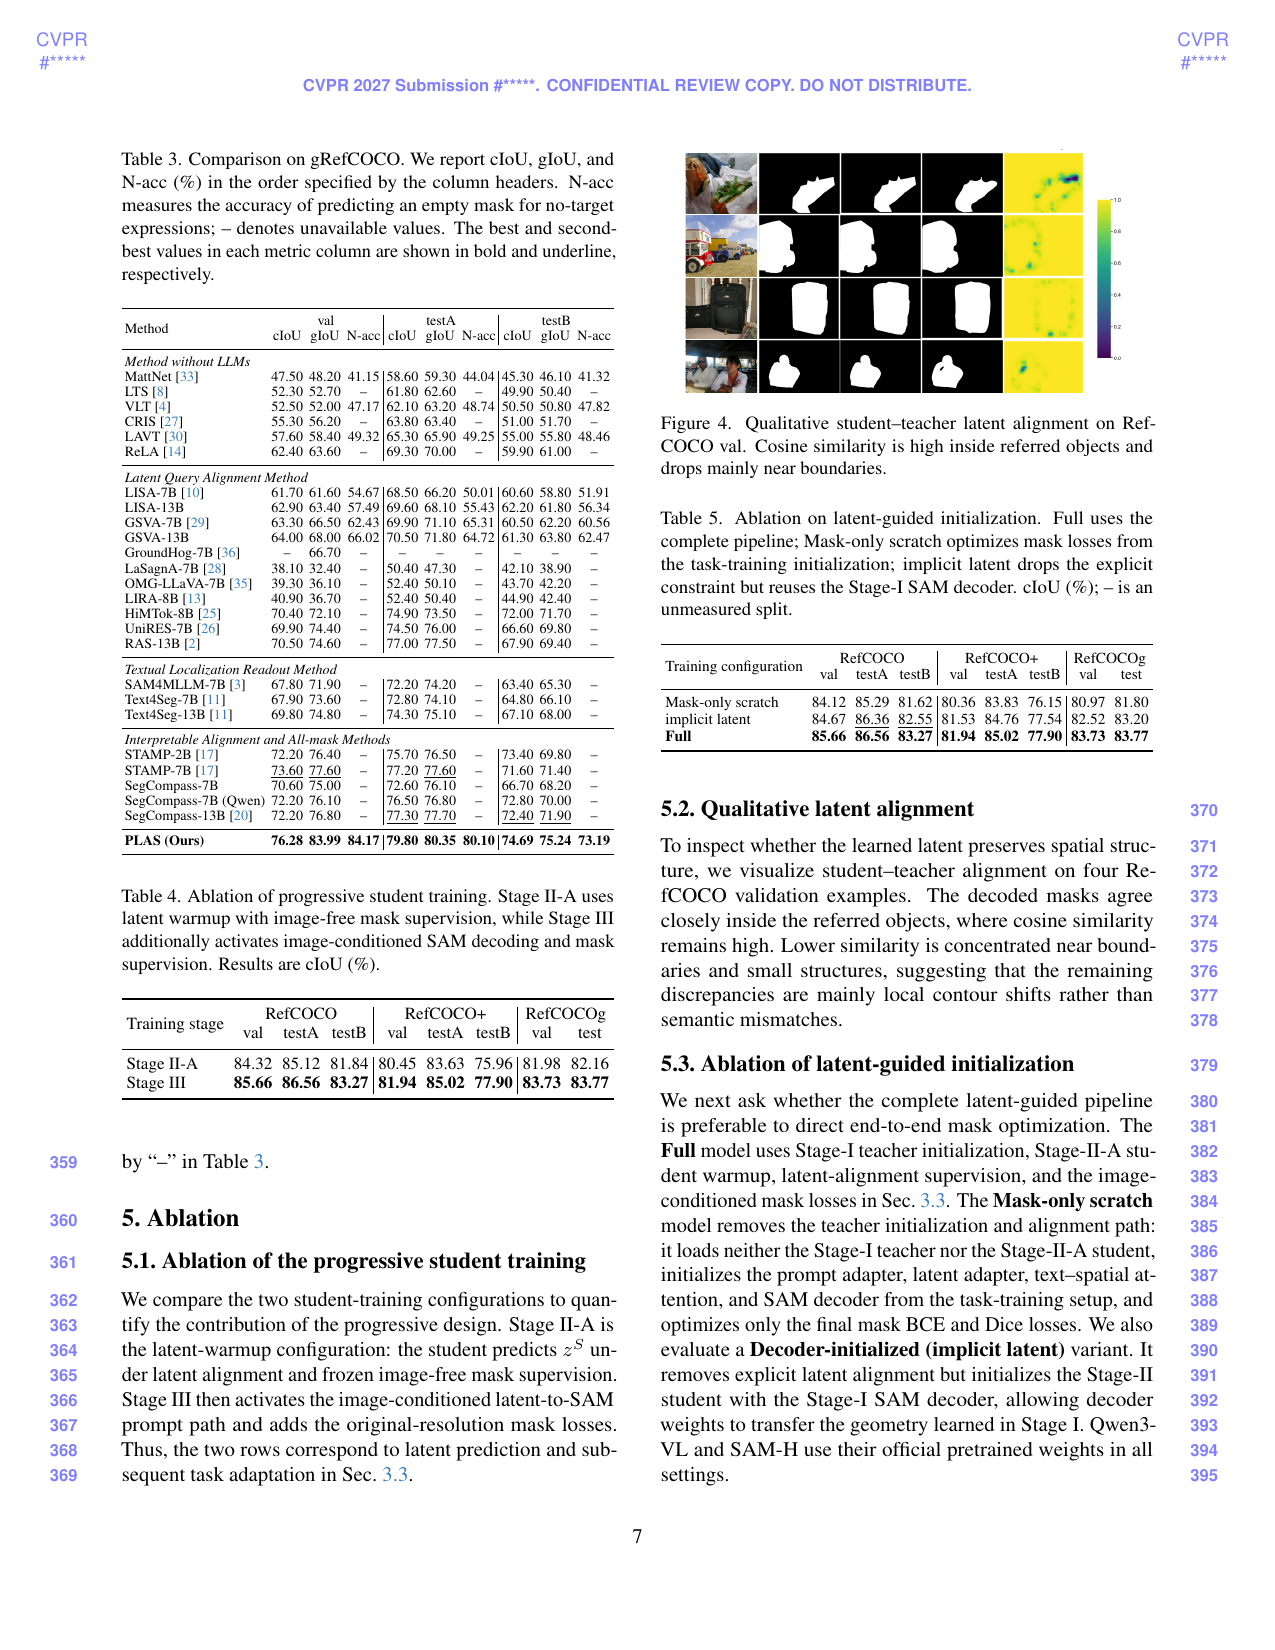 CVPR
#*****
CVPR
#*****
CVPR 2027 Submission #*****. CONFIDENTIAL REVIEW COPY. DO NOT DISTRIBUTE.
Table 3. Comparison on gRefCOCO. We report cIoU, gIoU, and
N-acc (%) in the order specified by the column headers. N-acc
measures the accuracy of predicting an empty mask for no-target
expressions; – denotes unavailable values. The best and second-
best values in each metric column are shown in bold and underline,
respectively.
Method val testA testB
cIoU gIoU N-acc cIoU gIoU N-acc cIoU gIoU N-acc
Method without LLMs
MattNet [33] 47.50 48.20 41.15 58.60 59.30 44.04 45.30 46.10 41.32
LTS [8] 52.30 52.70 – 61.80 62.60 – 49.90 50.40 –
VLT [4] 52.50 52.00 47.17 62.10 63.20 48.74 50.50 50.80 47.82
CRIS [27] 55.30 56.20 – 63.80 63.40 – 51.00 51.70 –
LAVT [30] 57.60 58.40 49.32 65.30 65.90 49.25 55.00 55.80 48.46
ReLA [14] 62.40 63.60 – 69.30 70.00 – 59.90 61.00 –
Latent Query Alignment Method
LISA-7B [10] 61.70 61.60 54.67 68.50 66.20 50.01 60.60 58.80 51.91
LISA-13B 62.90 63.40 57.49 69.60 68.10 55.43 62.20 61.80 56.34
GSVA-7B [29] 63.30 66.50 62.43 69.90 71.10 65.31 60.50 62.20 60.56
GSVA-13B 64.00 68.00 66.02 70.50 71.80 64.72 61.30 63.80 62.47
GroundHog-7B [36] – 66.70 – – – – – – –
LaSagnA-7B [28] 38.10 32.40 – 50.40 47.30 – 42.10 38.90 –
OMG-LLaVA-7B [35] 39.30 36.10 – 52.40 50.10 – 43.70 42.20 –
LIRA-8B [13] 40.90 36.70 – 52.40 50.40 – 44.90 42.40 –
HiMTok-8B [25] 70.40 72.10 – 74.90 73.50 – 72.00 71.70 –
UniRES-7B [26] 69.90 74.40 – 74.50 76.00 – 66.60 69.80 –
RAS-13B [2] 70.50 74.60 – 77.00 77.50 – 67.90 69.40 –
Textual Localization Readout Method
SAM4MLLM-7B [3] 67.80 71.90 – 72.20 74.20 – 63.40 65.30 –
Text4Seg-7B [11] 67.90 73.60 – 72.80 74.10 – 64.80 66.10 –
Text4Seg-13B [11] 69.80 74.80 – 74.30 75.10 – 67.10 68.00 –
Interpretable Alignment and All-mask Methods
STAMP-2B [17] 72.20 76.40 – 75.70 76.50 – 73.40 69.80 –
STAMP-7B [17] 73.60 77.60 – 77.20 77.60 – 71.60 71.40 –
SegCompass-7B 70.60 75.00 – 72.60 76.10 – 66.70 68.20 –
SegCompass-7B (Qwen) 72.20 76.10 – 76.50 76.80 – 72.80 70.00 –
SegCompass-13B [20] 72.20 76.80 – 77.30 77.70 – 72.40 71.90 –
PLAS (Ours) 76.28 83.99 84.17 79.80 80.35 80.10 74.69 75.24 73.19
Table 4. Ablation of progressive student training. Stage II-A uses
latent warmup with image-free mask supervision, while Stage III
additionally activates image-conditioned SAM decoding and mask
supervision. Results are cIoU (%).
Training stage RefCOCO RefCOCO+ RefCOCOg
val testA testB val testA testB val test
Stage II-A 84.32 85.12 81.84 80.45 83.63 75.96 81.98 82.16
Stage III 85.66 86.56 83.27 81.94 85.02 77.90 83.73 83.77
359 by “–” in Table 3.
360 5. Ablation
361 5.1. Ablation of the progressive student training
362 We compare the two student-training configurations to quan-
363 tify the contribution of the progressive design. Stage II-A is
364 the latent-warmup configuration: the student predicts z^S un-
365 der latent alignment and frozen image-free mask supervision.
366 Stage III then activates the image-conditioned latent-to-SAM
367 prompt path and adds the original-resolution mask losses.
368 Thus, the two rows correspond to latent prediction and sub-
369 sequent task adaptation in Sec. 3.3.
1.0
0.8
0.6
0.4
0.2
0.0
Figure 4. Qualitative student–teacher latent alignment on Ref-
COCO val. Cosine similarity is high inside referred objects and
drops mainly near boundaries.
Table 5. Ablation on latent-guided initialization. Full uses the
complete pipeline; Mask-only scratch optimizes mask losses from
the task-training initialization; implicit latent drops the explicit
constraint but reuses the Stage-I SAM decoder. cIoU (%); – is an
unmeasured split.
Training configuration RefCOCO RefCOCO+ RefCOCOg
val testA testB val testA testB val test
Mask-only scratch 84.12 85.29 81.62 80.36 83.83 76.15 80.97 81.80
implicit latent 84.67 86.36 82.55 81.53 84.76 77.54 82.52 83.20
Full 85.66 86.56 83.27 81.94 85.02 77.90 83.73 83.77
5.2. Qualitative latent alignment 370
To inspect whether the learned latent preserves spatial struc- 371
ture, we visualize student–teacher alignment on four Re- 372
fCOCO validation examples. The decoded masks agree 373
closely inside the referred objects, where cosine similarity 374
remains high. Lower similarity is concentrated near bound- 375
aries and small structures, suggesting that the remaining 376
discrepancies are mainly local contour shifts rather than 377
semantic mismatches. 378
5.3. Ablation of latent-guided initialization 379
We next ask whether the complete latent-guided pipeline 380
is preferable to direct end-to-end mask optimization. The 381
Full model uses Stage-I teacher initialization, Stage-II-A stu- 382
dent warmup, latent-alignment supervision, and the image- 383
conditioned mask losses in Sec. 3.3. The Mask-only scratch 384
model removes the teacher initialization and alignment path: 385
it loads neither the Stage-I teacher nor the Stage-II-A student, 386
initializes the prompt adapter, latent adapter, text–spatial at- 387
tention, and SAM decoder from the task-training setup, and 388
optimizes only the final mask BCE and Dice losses. We also 389
evaluate a Decoder-initialized (implicit latent) variant. It 390
removes explicit latent alignment but initializes the Stage-II 391
student with the Stage-I SAM decoder, allowing decoder 392
weights to transfer the geometry learned in Stage I. Qwen3- 393
VL and SAM-H use their official pretrained weights in all 394
settings. 395
7